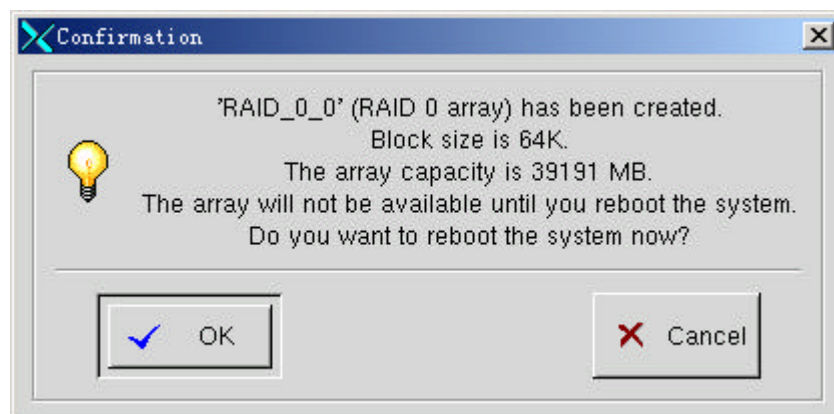 Confirmation
'RAID_0_0' (RAID 0 array) has been created.
Block size is 64K.
The array capacity is 39191 MB.
The array will not be available until you reboot the system.
Do you want to reboot the system now?
OK
Cancel